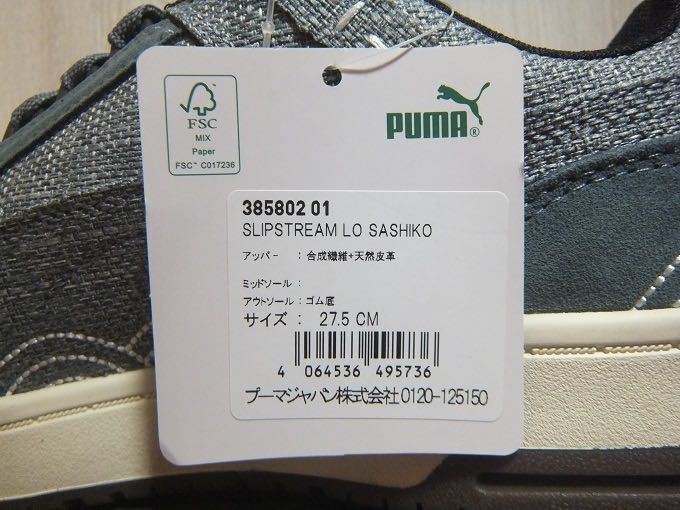 FSC
MIX
Paper
FSC™ C017236
PUMA®
385802 01
SLIPSTREAM LO SASHIKO
アッパー : 合成繊維+天然皮革
ミッドソール :
アウトソール : ゴム底
サイズ : 27.5 CM
4 064536 495736
プーマジャパン株式会社0120-125150